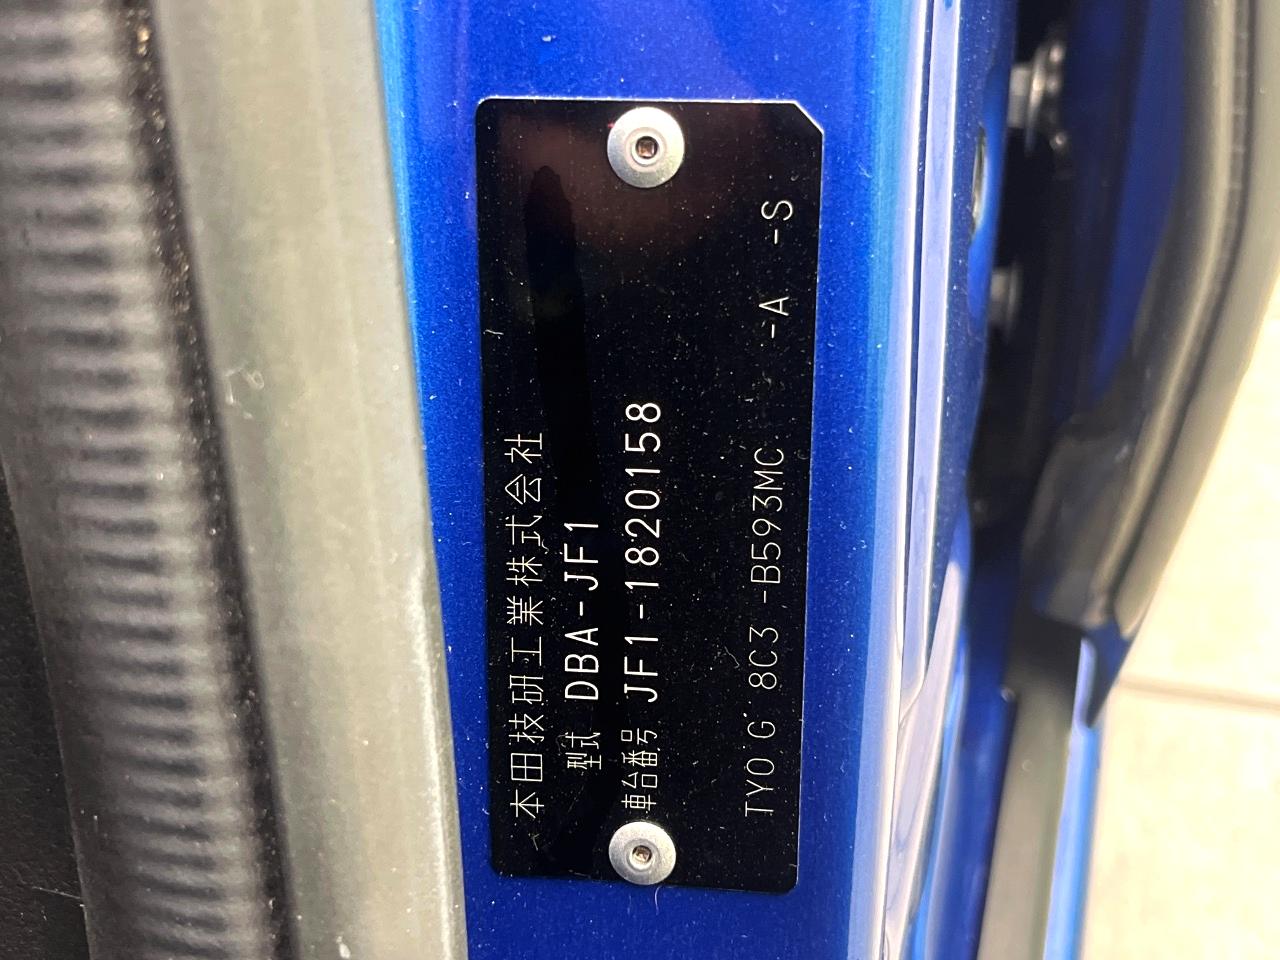 本田技研工業株式会社
型式 DBA-JF1
車台番号 JF1-1820158
TY0 G 8C3 -B593MC -A -S